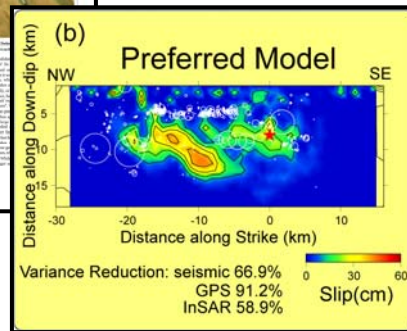 (b)
Preferred Model
NW
SE
Distance along Down-dip (km)
5
10
15
-30
-20
-10
0
10
Distance along Strike (km)
Variance Reduction: seismic 66.9%
GPS 91.2%
InSAR 58.9%
0 30 60
Slip(cm)